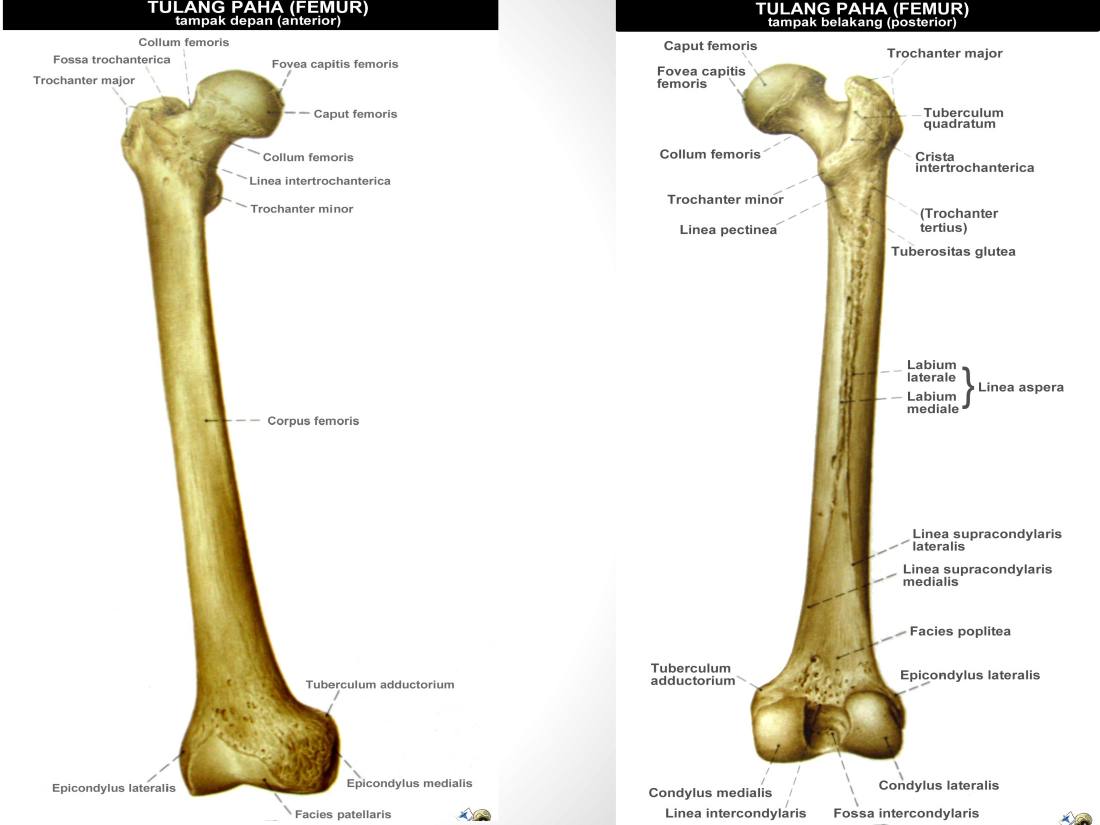 TULANG PAHA (FEMUR)
tampak depan (anterior)
Collum femoris
Fossa trochanterica
Trochanter major
Fovea capitis femoris
Caput femoris
Collum femoris
Linea intertrochanterica
Trochanter minor
Corpus femoris
Tuberculum adductorium
Epicondylus lateralis
Epicondylus medialis
Facies patellaris
TULANG PAHA (FEMUR)
tampak belakang (posterior)
Caput femoris
Trochanter major
Fovea capitis
femoris
Tuberculum
quadratum
Collum femoris
Crista
intertrochanterica
Trochanter minor
(Trochanter
tertius)
Linea pectinea
Tuberositas glutea
Labium
laterale
Labium
mediale
Linea aspera
Linea supracondylaris
lateralis
Linea supracondylaris
medialis
Facies poplitea
Tuberculum
adductorium
Epicondylus lateralis
Condylus medialis
Condylus lateralis
Linea intercondylaris
Fossa intercondylaris